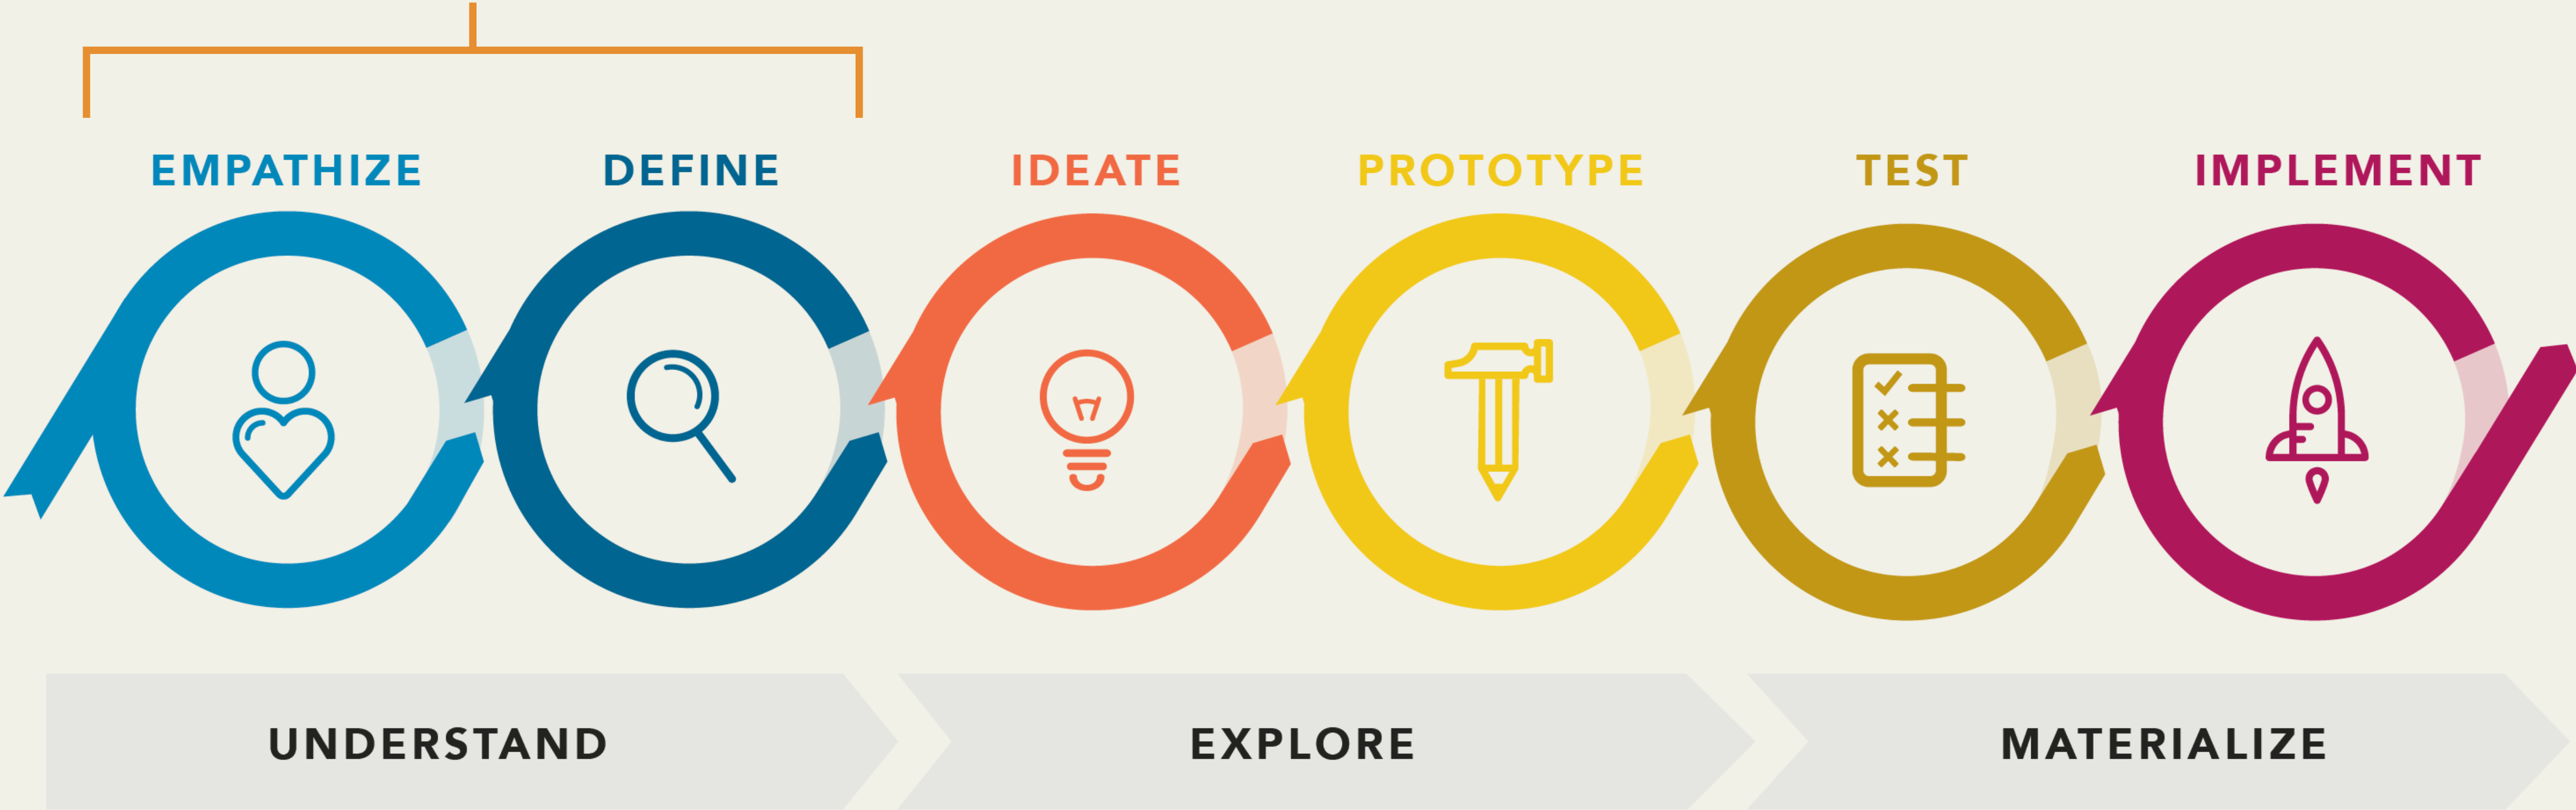 EMPATHIZE
DEFINE
IDEATE
PROTOTYPE
TEST
IMPLEMENT
UNDERSTAND
EXPLORE
MATERIALIZE